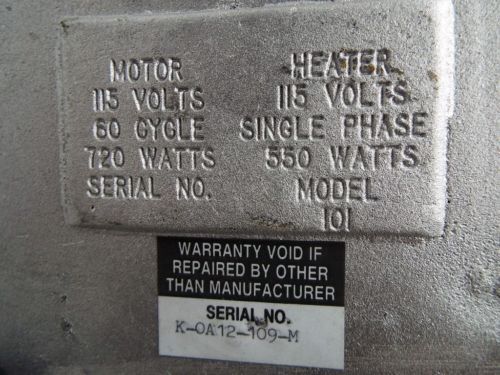 MOTOR
115 VOLTS
60 CYCLE
720 WATTS
SERIAL NO.
HEATER
115 VOLTS
SINGLE PHASE
550 WATTS
MODEL
101
WARRANTY VOID IF
REPAIRED BY OTHER
THAN MANUFACTURER
SERIAL NO.
K-OA12-109-M